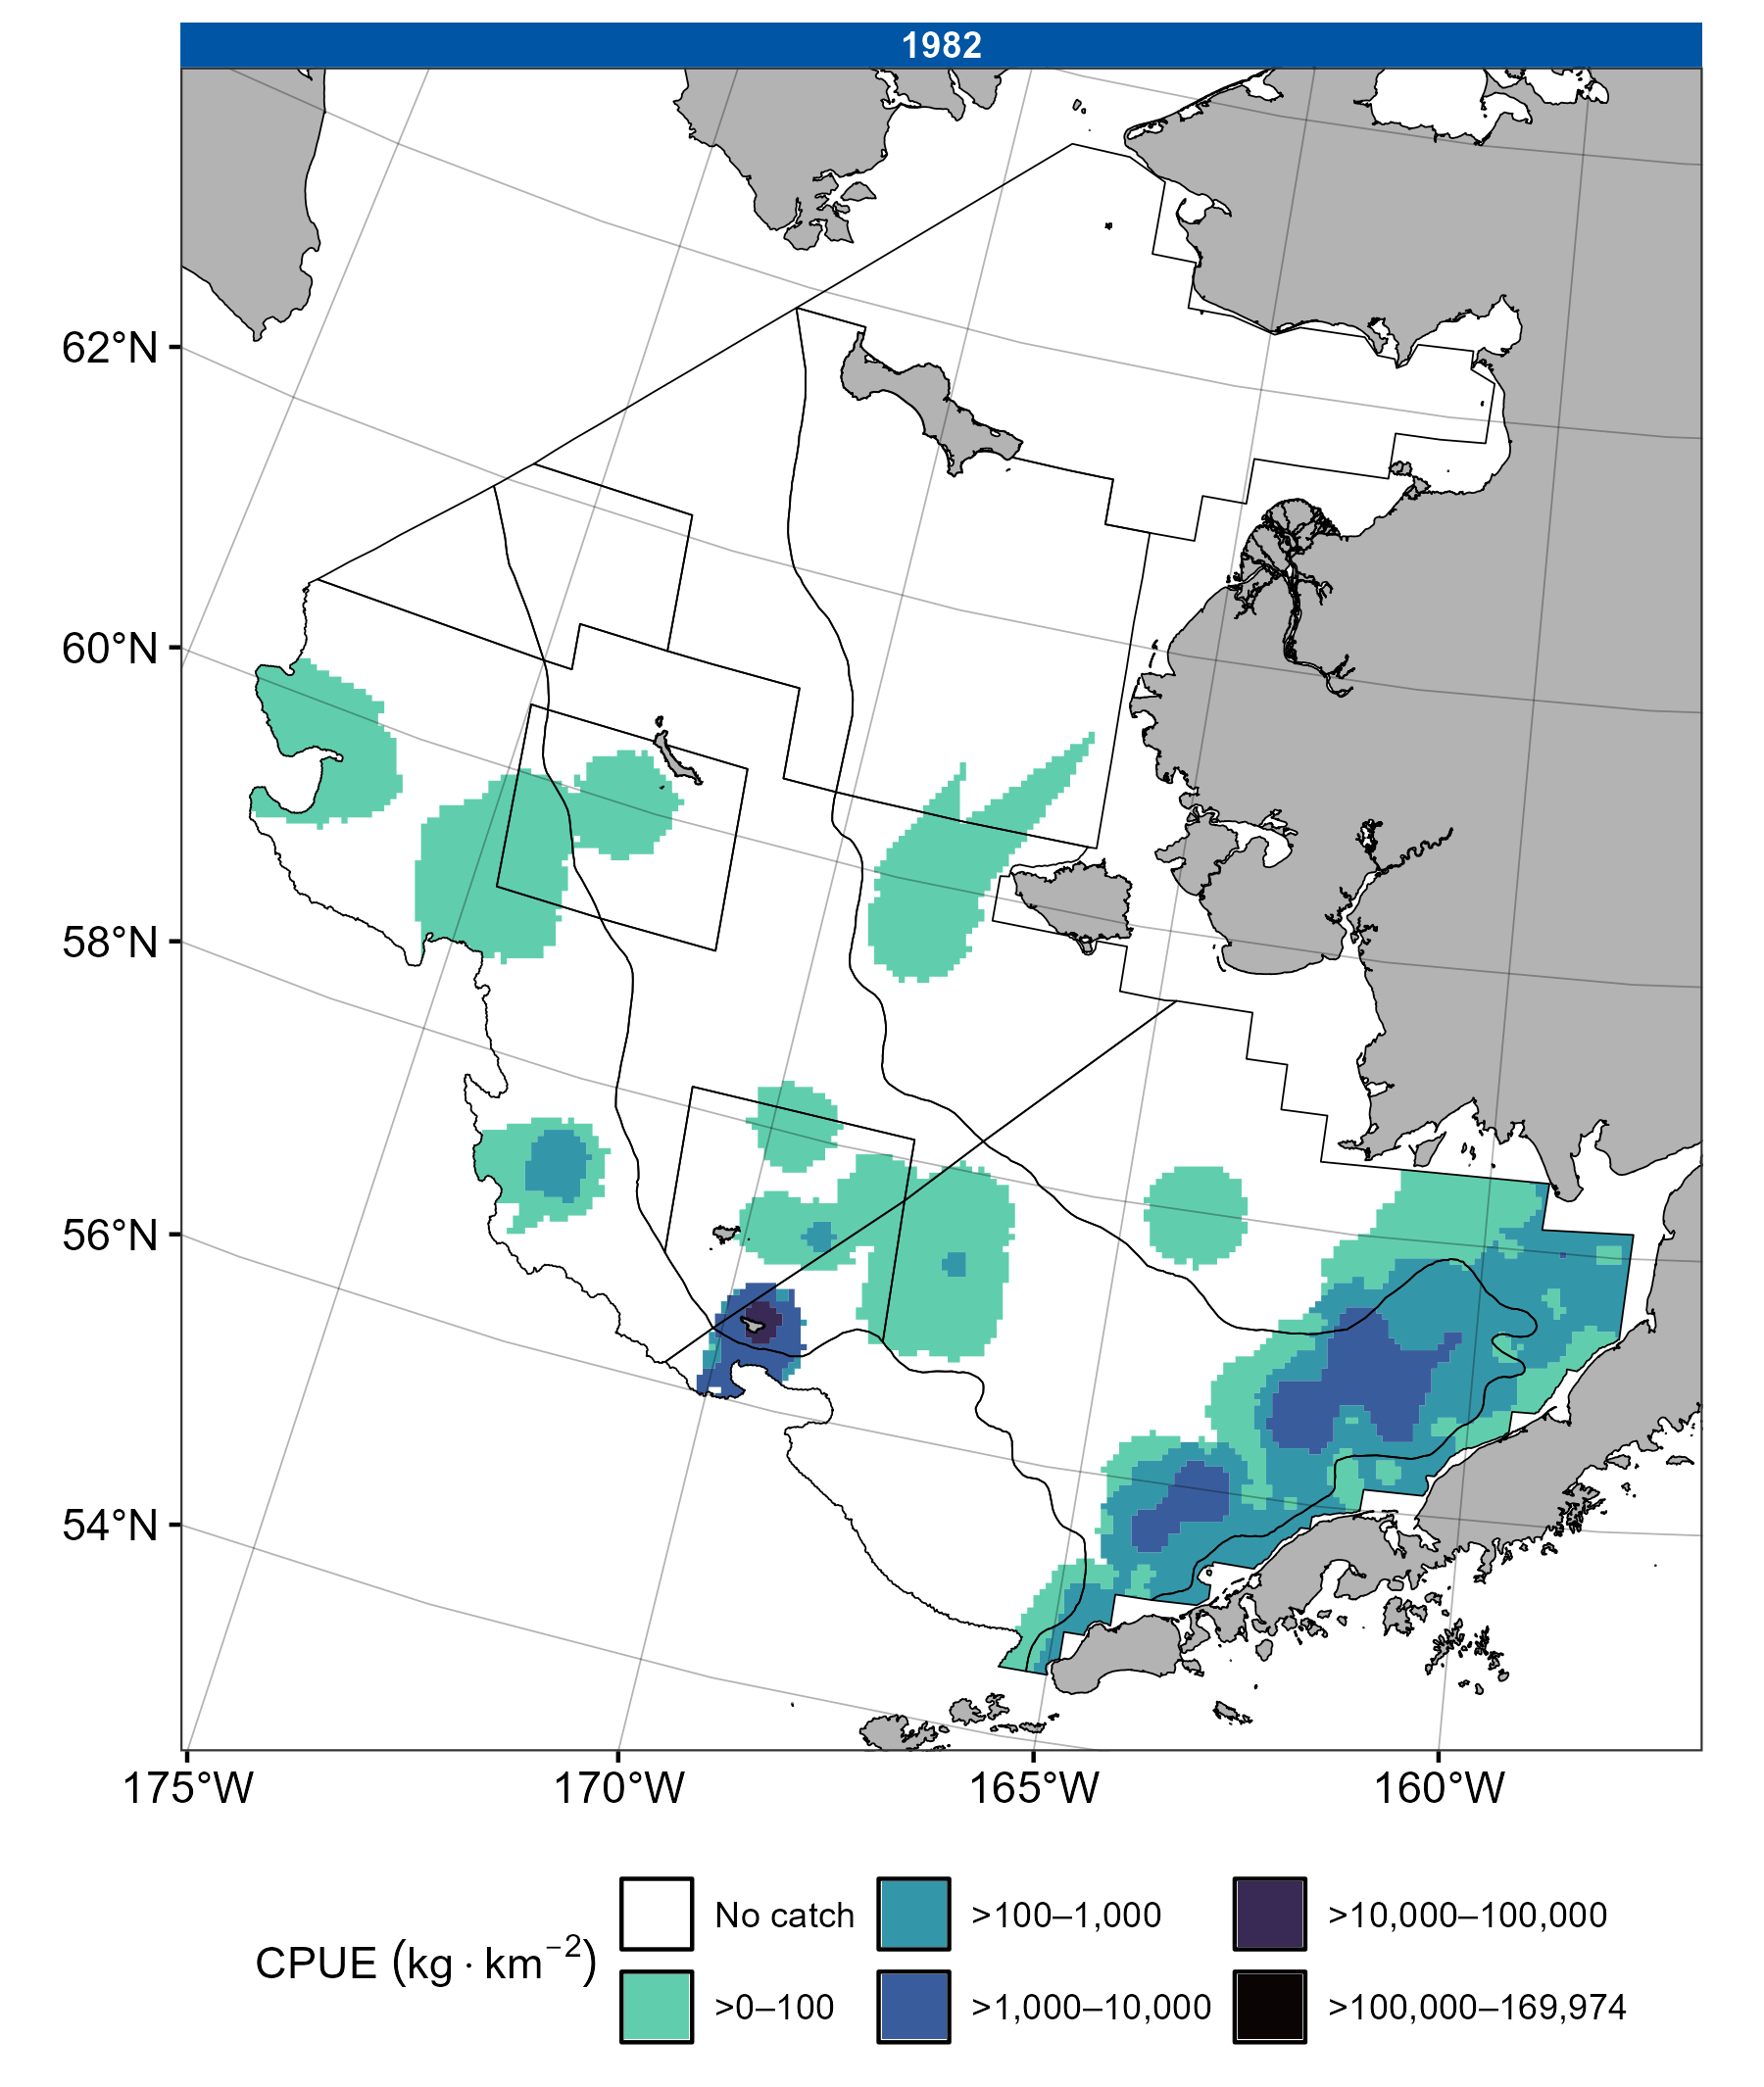 1982
62°N
60°N
58°N
56°N
54°N
175°W 170°W 165°W 160°W
CPUE (kg · km⁻²)
No catch >100–1,000 >10,000–100,000
>0–100 >1,000–10,000 >100,000–169,974